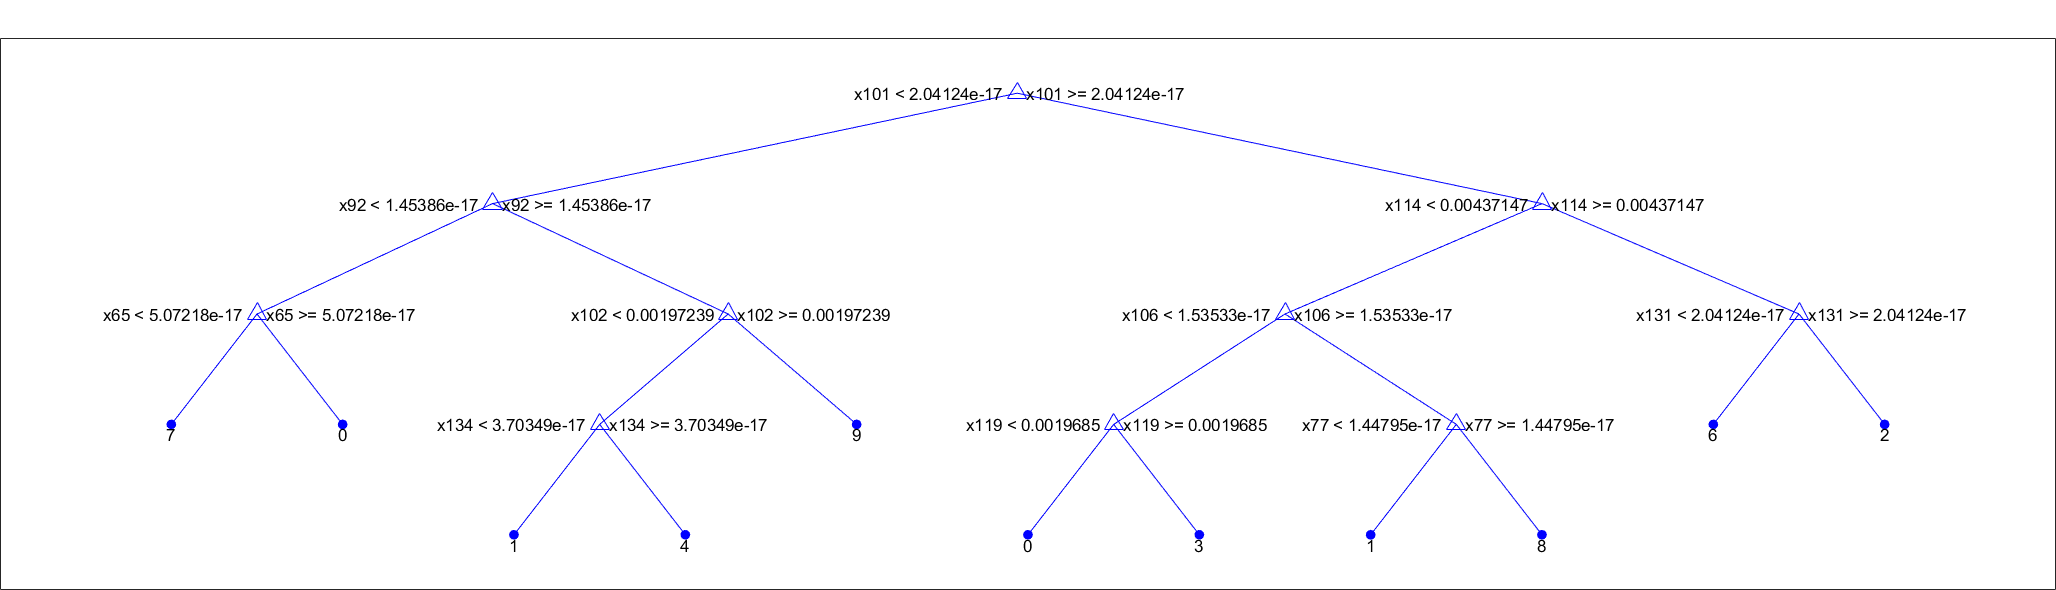 x101 < 2.04124e-17 x101 >= 2.04124e-17
x92 < 1.45386e-17 x92 >= 1.45386e-17 x114 < 0.00437147 x114 >= 0.00437147
x65 < 5.07218e-17 x65 >= 5.07218e-17 x102 < 0.00197239 x102 >= 0.00197239 x106 < 1.53533e-17 x106 >= 1.53533e-17 x131 < 2.04124e-17 x131 >= 2.04124e-17
7 0 x134 < 3.70349e-17 x134 >= 3.70349e-17 9 x119 < 0.0019685 x119 >= 0.0019685 x77 < 1.44795e-17 x77 >= 1.44795e-17 6 2
1 4 0 3 1 8